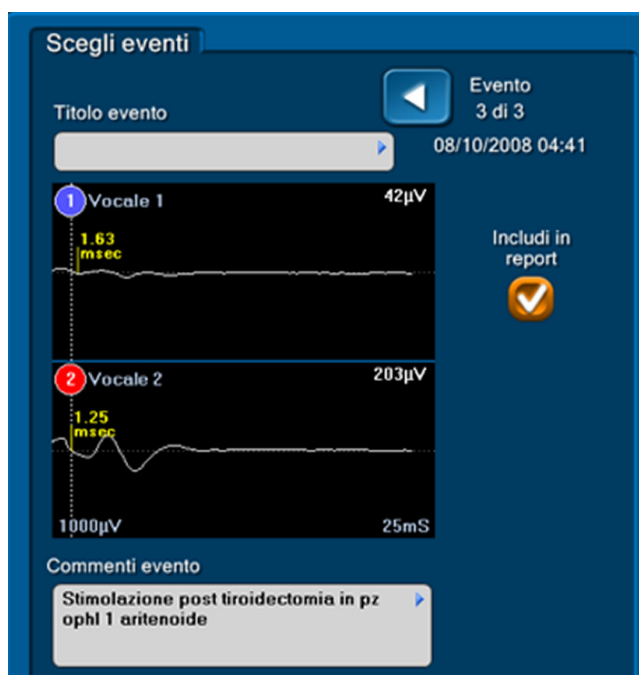 Scegli eventi
Evento
3 di 3
Titolo evento
08/10/2008 04:41
1 Vocale 1 42µV
1.63
msec
Includi in
report
2 Vocale 2 203µV
1.25
msec
1000µV 25mS
Commenti evento
Stimolazione post tiroidectomia in pz
ophl 1 aritenoide